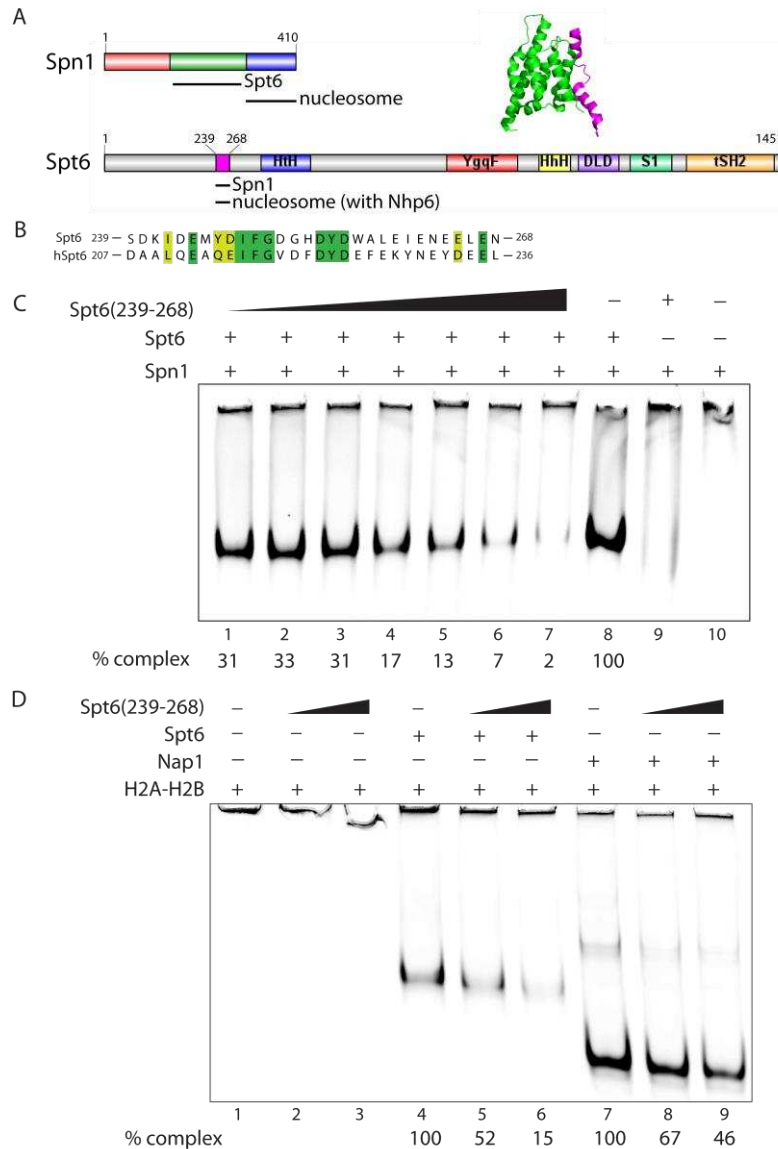 A
1 410
Spn1
Spt6
nucleosome
1 239 268 1451
Spt6 HtH YqqF HhH DLD S1 tSH2
Spn1
nucleosome (with Nhp6)
B
Spt6 239 — S D K I D E M Y D I F G D G H D Y D W A L E I E N E E L E N — 268
hSpt6 207 — D A A L Q E A Q E I F G V D F D Y D E F E K Y N E Y D E E L — 236
C
Spt6(239-268) – + –
Spt6 + + + + + + + + – –
Spn1 + + + + + + + + + +
1 2 3 4 5 6 7 8 9 10
% complex 31 33 31 17 13 7 2 100
D
Spt6(239-268) – – –
Spt6 – – – + + + – – –
Nap1 – – – – – – + + +
H2A-H2B + + + + + + + + +
1 2 3 4 5 6 7 8 9
% complex 100 52 15 100 67 46